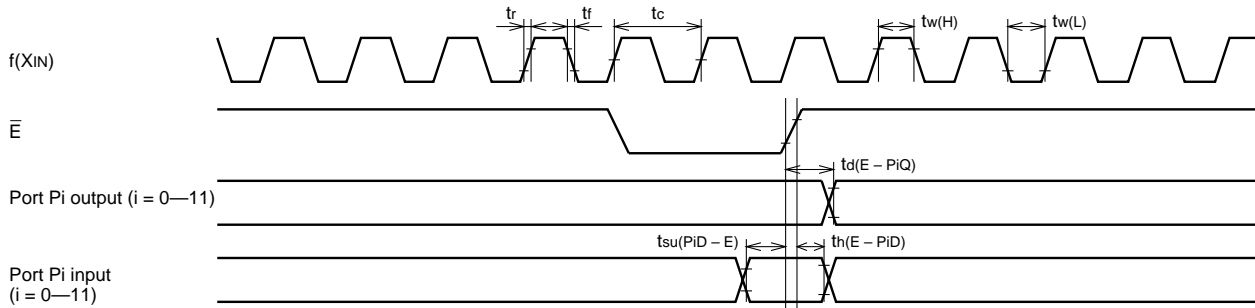 tr tf tc tw(H) tw(L)
f(XIN)
E̅
td(E – PiQ)
Port Pi output (i = 0—11)
tsu(PiD – E) th(E – PiD)
Port Pi input
(i = 0—11)